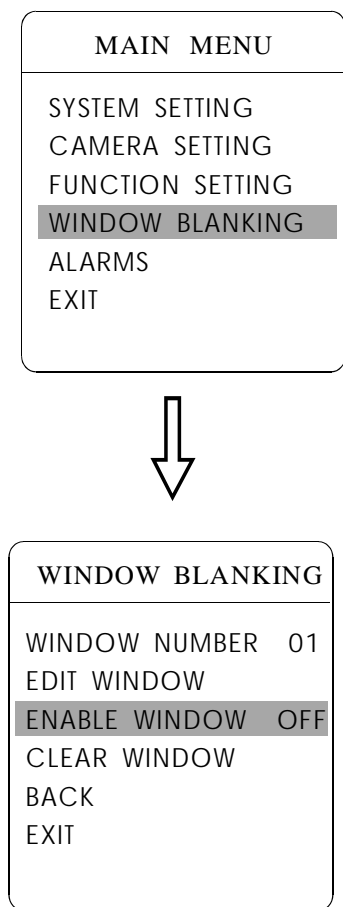 MAIN MENU
SYSTEM SETTING
CAMERA SETTING
FUNCTION SETTING
WINDOW BLANKING
ALARMS
EXIT
WINDOW BLANKING
WINDOW NUMBER 01
EDIT WINDOW
ENABLE WINDOW OFF
CLEAR WINDOW
BACK
EXIT